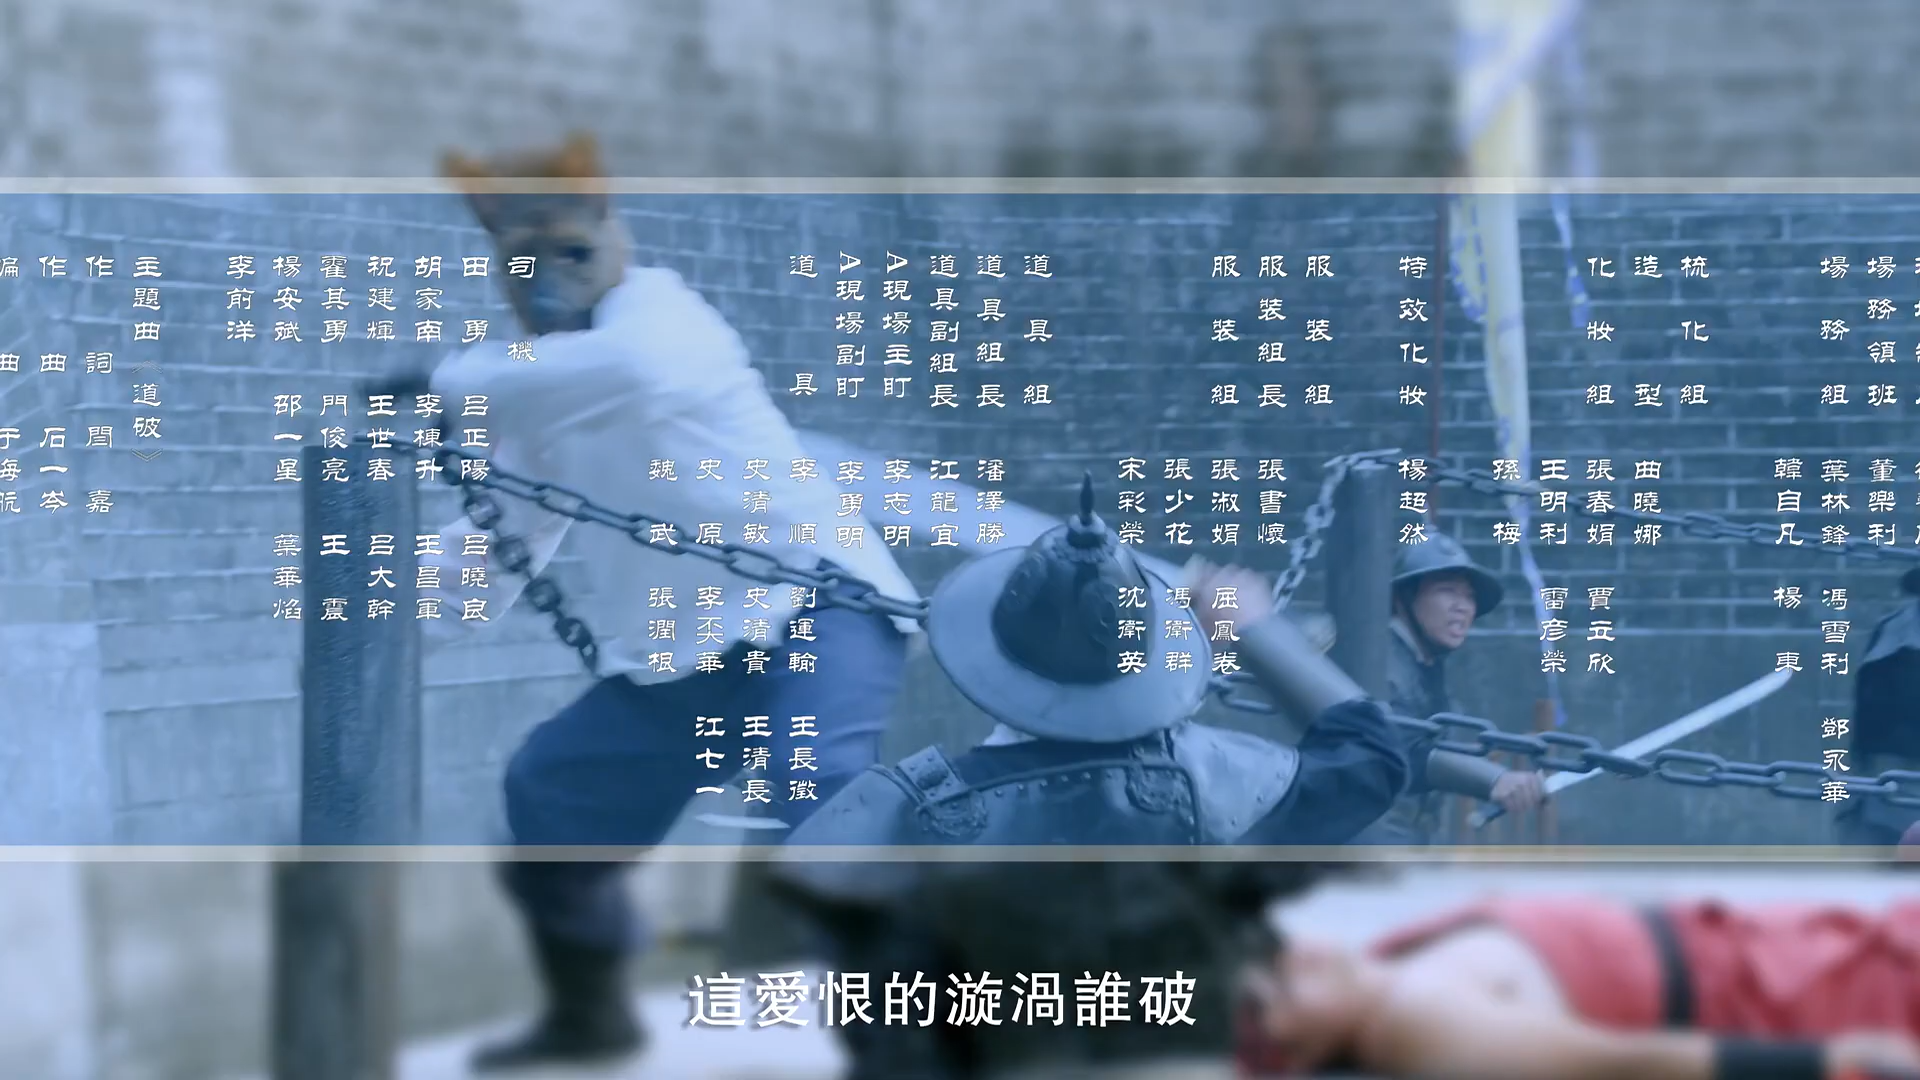 場務領班 董樂利
場務組 葉林鋒 馮雪利 鄧永華
韓自凡 楊東
梳化組
造型 曲曉娜
化妝組 張春娟 賈立欣
王明利 雷彥榮
孫梅
特效化妝 楊超然
服裝組
服裝組長 張書懷
服裝組 張淑娟 屈鳳卷
張少花 馮衛群
宋彩榮 沈衛英
道具組
道具組長 潘澤勝
道具副組長 江龍宜
A現場主盯 李志明
A現場副盯 李勇明
道具 李順 劉運輸 王長徵
史清敏 史清貴 王清長
史原 李奕華 江七一
魏武 張潤根
司機
田勇 呂正陽 呂曉良
胡家南 李棟升 王昌軍
祝建輝 王世春 呂大幹
霍其勇 門俊亮 王震
楊安斌 邵一星 葉華焰
李前洋
主題曲《道破》
作詞 閆嘉
作曲 石一岑
編曲 于海航
這愛恨的漩渦誰破